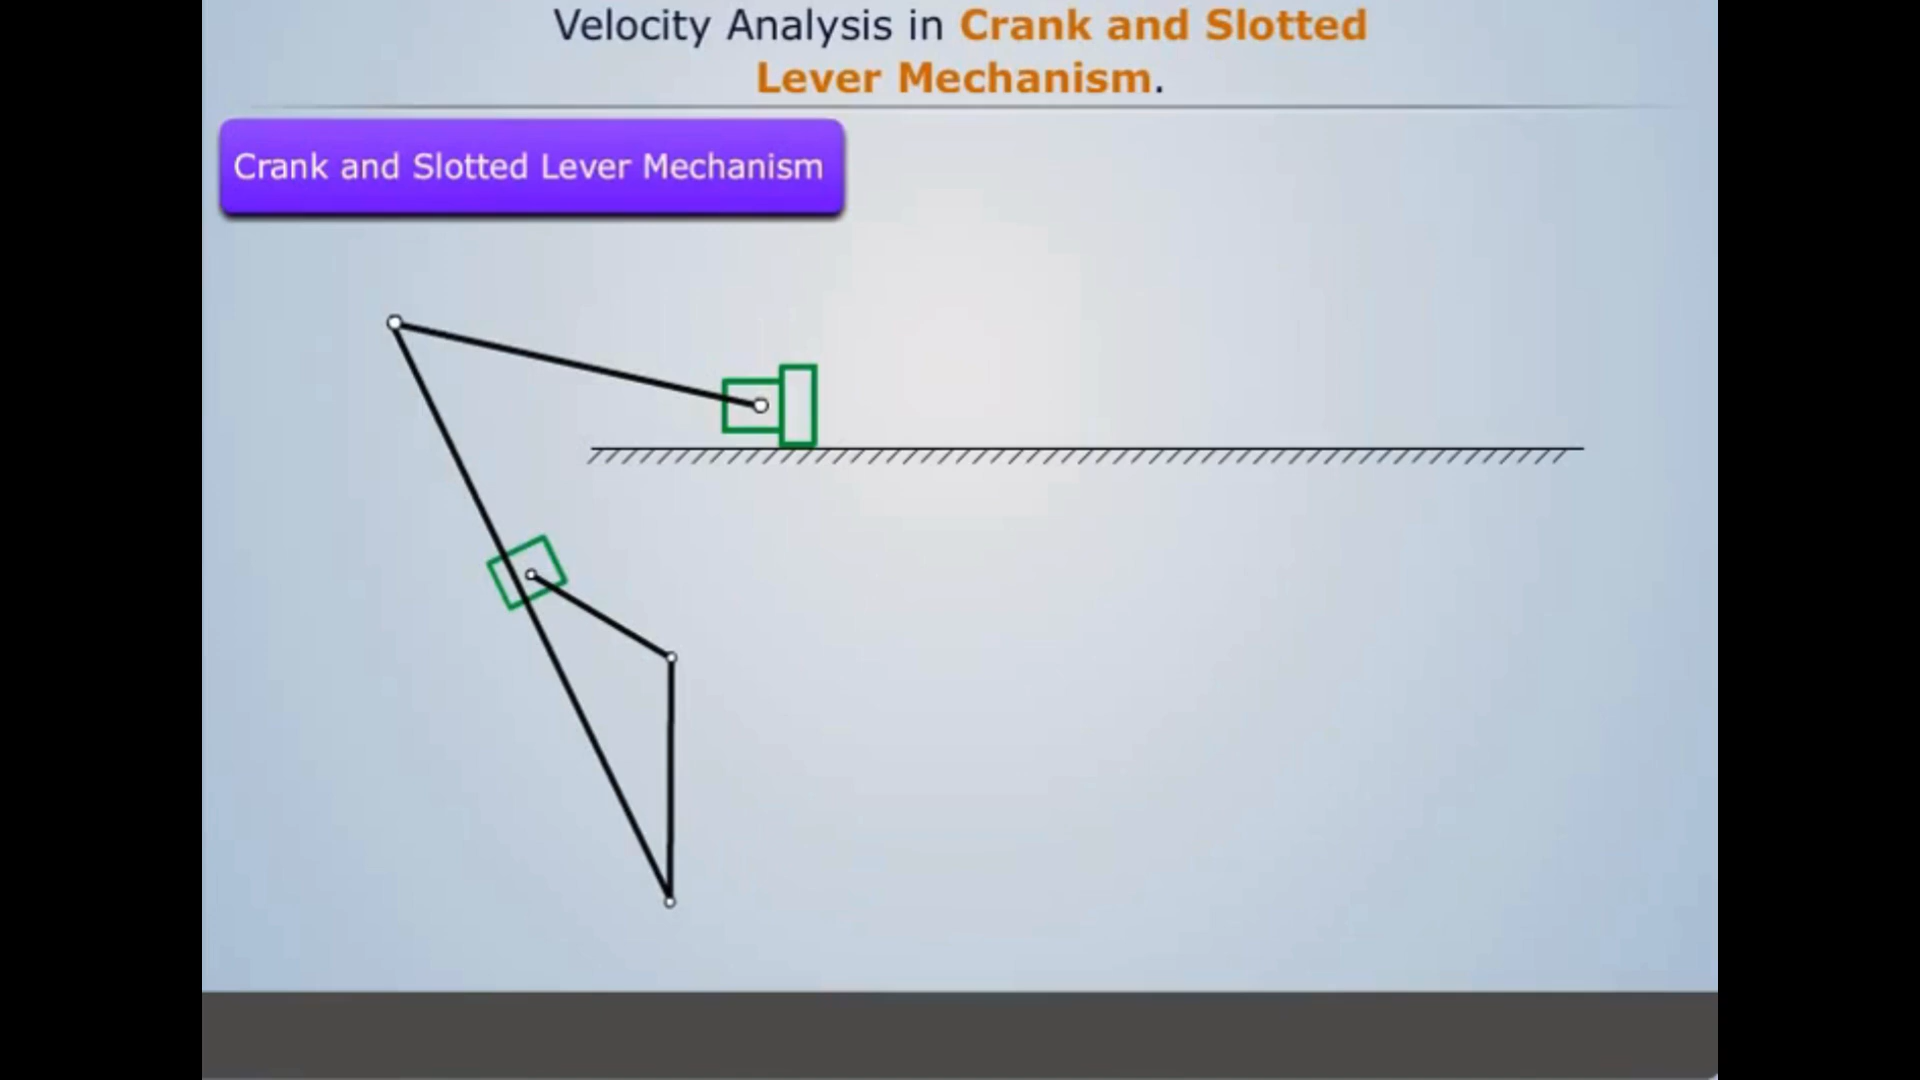 Velocity Analysis in Crank and Slotted
Lever Mechanism.
Crank and Slotted Lever Mechanism